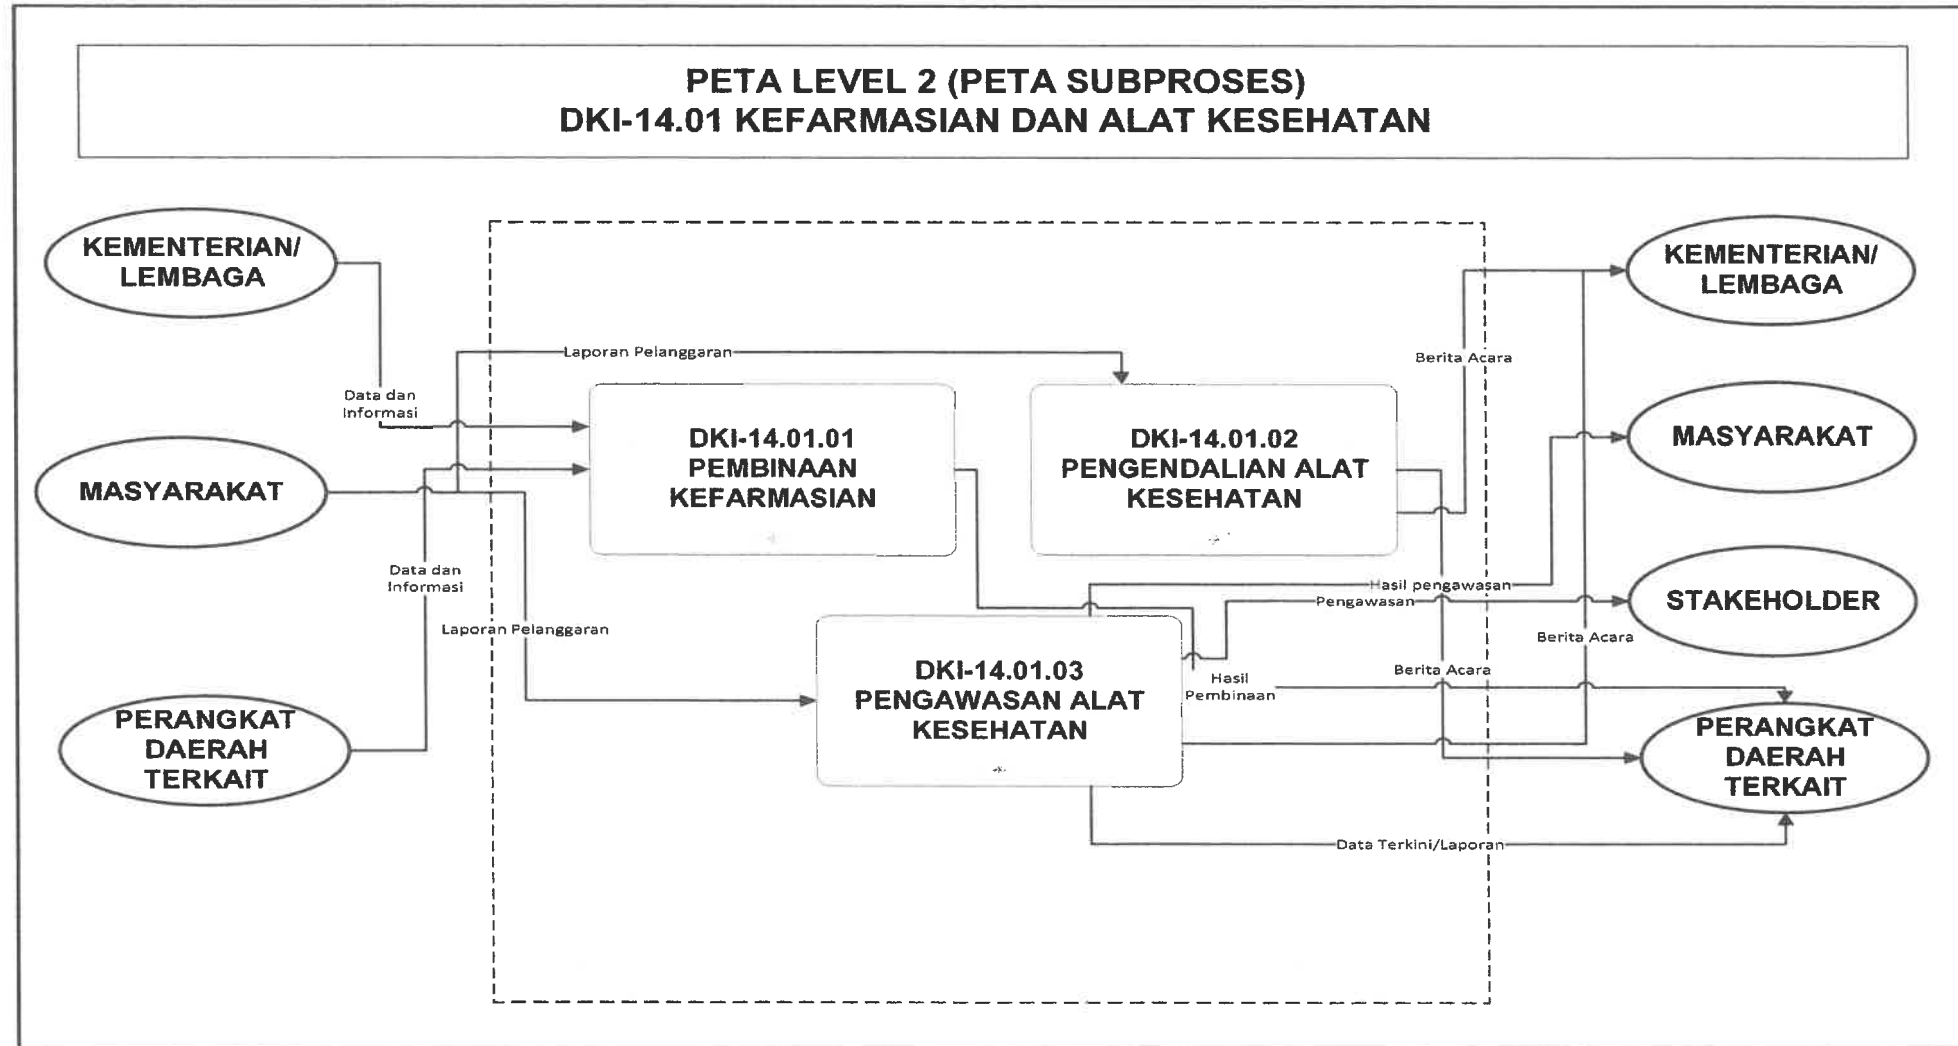 PETA LEVEL 2 (PETA SUBPROSES)
DKI-14.01 KEFARMASIAN DAN ALAT KESEHATAN
KEMENTERIAN/
LEMBAGA
MASYARAKAT
PERANGKAT
DAERAH
TERKAIT
Data dan
Informasi
Data dan
Informasi
Laporan Pelanggaran
Laporan Pelanggaran
DKI-14.01.01
PEMBINAAN
KEFARMASIAN
DKI-14.01.02
PENGENDALIAN ALAT
KESEHATAN
DKI-14.01.03
PENGAWASAN ALAT
KESEHATAN
Berita Acara
Hasil pengawasan
Pengawasan
Berita Acara
Berita Acara
Hasil
Pembinaan
Data Terkini/Laporan
KEMENTERIAN/
LEMBAGA
MASYARAKAT
STAKEHOLDER
PERANGKAT
DAERAH
TERKAIT